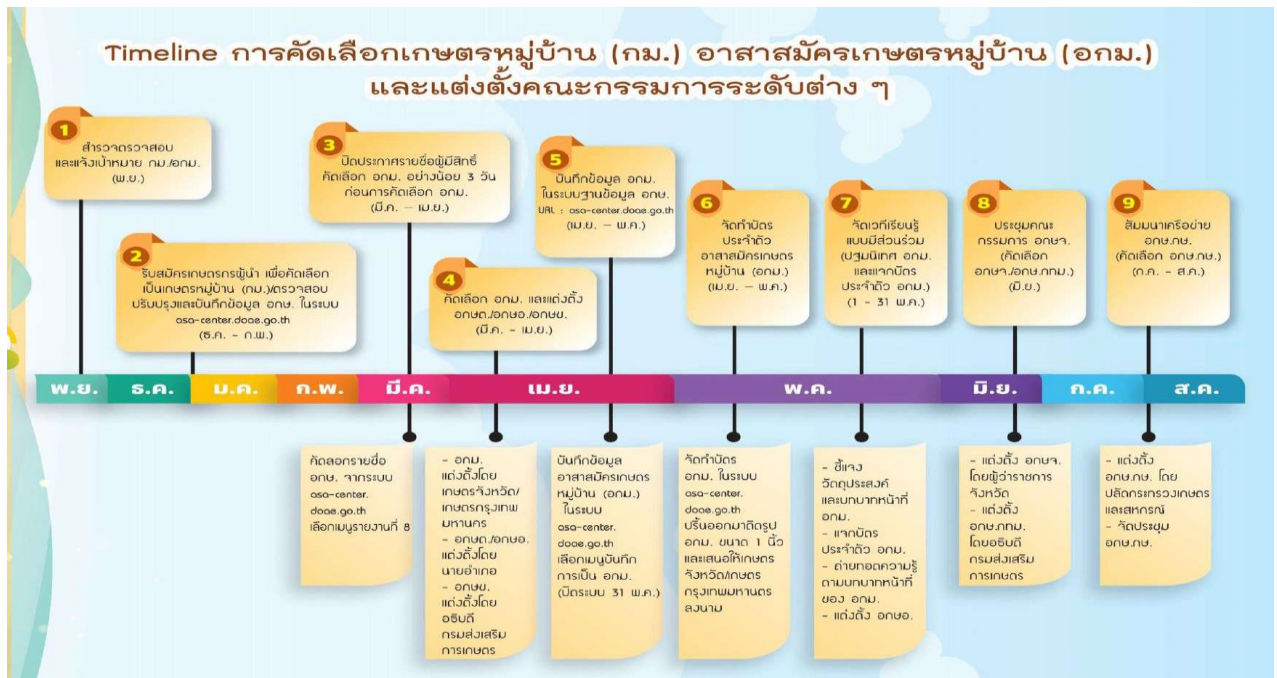 Timeline การคัดเลือกเกษตรหมู่บ้าน (กม.) อาสาสมัครเกษตรหมู่บ้าน (อกม.)
และแต่งตั้งคณะกรรมการระดับต่าง ๆ
1
สำรวจตรวจสอบ
และแจ้งเป้าหมาย กม./อกม.
(พ.ย.)
2
รับสมัครเกษตรกรผู้นำ เพื่อคัดเลือก
เป็นเกษตรหมู่บ้าน (กม.)/ตรวจสอบ
ปรับปรุงและบันทึกข้อมูล อกษ. ในระบบ
asa-center.doae.go.th
(ธ.ค. - ก.พ.)
3
ปิดประกาศรายชื่อผู้มีสิทธิ์
คัดเลือก อกม. อย่างน้อย 3 วัน
ก่อนการคัดเลือก อกม.
(มี.ค. – เม.ย.)
4
คัดเลือก อกม. และแต่งตั้ง
อกษต./อกษอ./อกษข.
(มี.ค. - เม.ย.)
5
บันทึกข้อมูล อกม.
ในระบบฐานข้อมูล อกษ.
URL : asa-center.doae.go.th
(เม.ย. – พ.ค.)
6
จัดทำบัตร
ประจำตัว
อาสาสมัครเกษตร
หมู่บ้าน (อกม.)
(เม.ย. – พ.ค.)
7
จัดเวทีเรียนรู้
แบบมีส่วนร่วม
(ปฐมนิเทศ อกม.
และแจกบัตร
ประจำตัว อกม.)
(1 - 31 พ.ค.)
8
ประชุมคณะ
กรรมการ อกษจ.
(คัดเลือก
อกษจ./อกษ.กทม.)
(มิ.ย.)
9
สัมมนาเครือข่าย
อกษ.กษ.
(คัดเลือก อกษ.กษ.)
(ก.ค. - ส.ค.)
พ.ย. ธ.ค. ม.ค. ก.พ. มี.ค. เม.ย. พ.ค. มิ.ย. ก.ค. ส.ค.
คัดลอกรายชื่อ
อกษ. จากระบบ
asa-center.
doae.go.th
เลือกเมนูรายงานที่ 8
- อกม.
แต่งตั้งโดย
เกษตรจังหวัด/
เกษตรกรุงเทพ
มหานคร
- อกษต./อกษอ.
แต่งตั้งโดย
นายอำเภอ
- อกษข.
แต่งตั้งโดย
อธิบดี
กรมส่งเสริม
การเกษตร
บันทึกข้อมูล
อาสาสมัครเกษตร
หมู่บ้าน (อกม.)
ในระบบ
asa-center.
doae.go.th
เลือกเมนูบันทึก
การเป็น อกม.
(ปิดระบบ 31 พ.ค.)
จัดทำบัตร
อกม. ในระบบ
asa-center.
doae.go.th
ปริ้นออกมาติดรูป
อกม. ขนาด 1 นิ้ว
และเสนอให้เกษตร
จังหวัด/เกษตร
กรุงเทพมหานคร
ลงนาม
- ชี้แจง
วัตถุประสงค์
และบทบาทหน้าที่
อกม.
- แจกบัตร
ประจำตัว อกม.
- ถ่ายทอดความรู้
ตามบทบาทหน้าที่
ของ อกม.
- แต่งตั้ง อกษอ.
- แต่งตั้ง อกษจ.
โดยผู้ว่าราชการ
จังหวัด
- แต่งตั้ง
อกษ.กทม.
โดยอธิบดี
กรมส่งเสริม
การเกษตร
- แต่งตั้ง
อกษ.กษ. โดย
ปลัดกระทรวงเกษตร
และสหกรณ์
- จัดประชุม
อกษ.กษ.